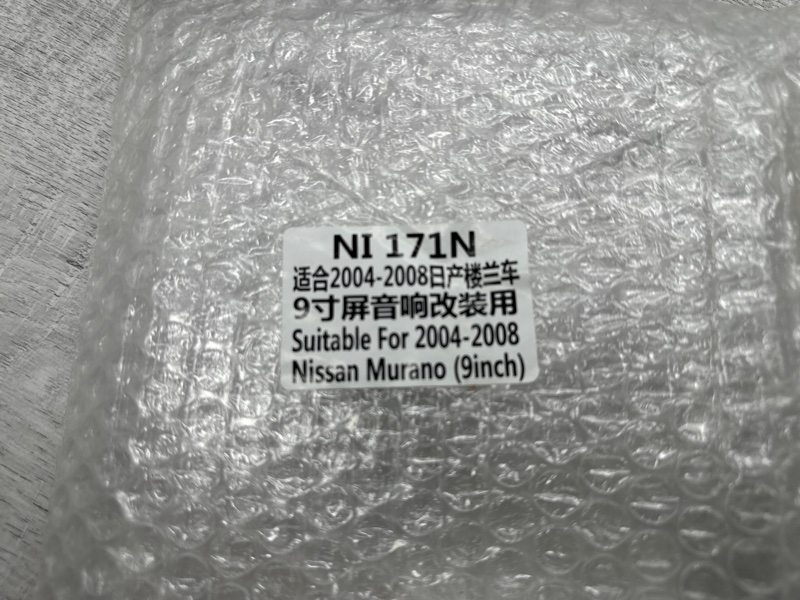 NI 171N
适合2004-2008日产楼兰车
9寸屏音响改装用
Suitable For 2004-2008
Nissan Murano (9inch)